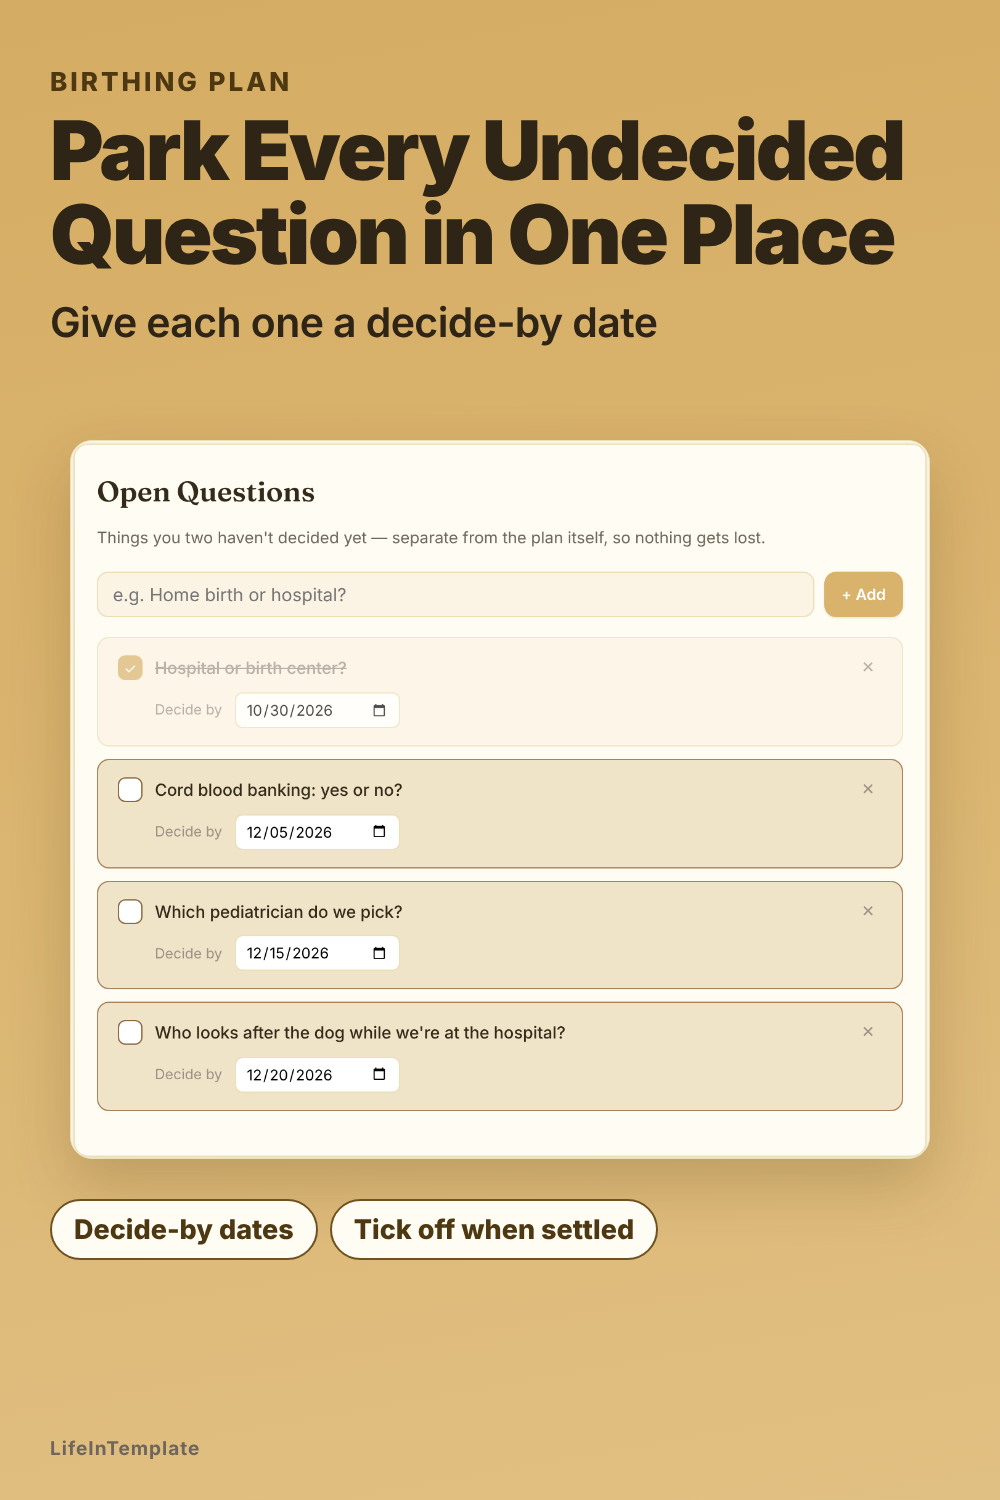 BIRTHING PLAN
Park Every Undecided
Question in One Place
Give each one a decide-by date
Open Questions
Things you two haven't decided yet — separate from the plan itself, so nothing gets lost.
e.g. Home birth or hospital?
+ Add
Hospital or birth center?
Decide by 10/30/2026
Cord blood banking: yes or no?
Decide by 12/05/2026
Which pediatrician do we pick?
Decide by 12/15/2026
Who looks after the dog while we're at the hospital?
Decide by 12/20/2026
Decide-by dates
Tick off when settled
LifeInTemplate